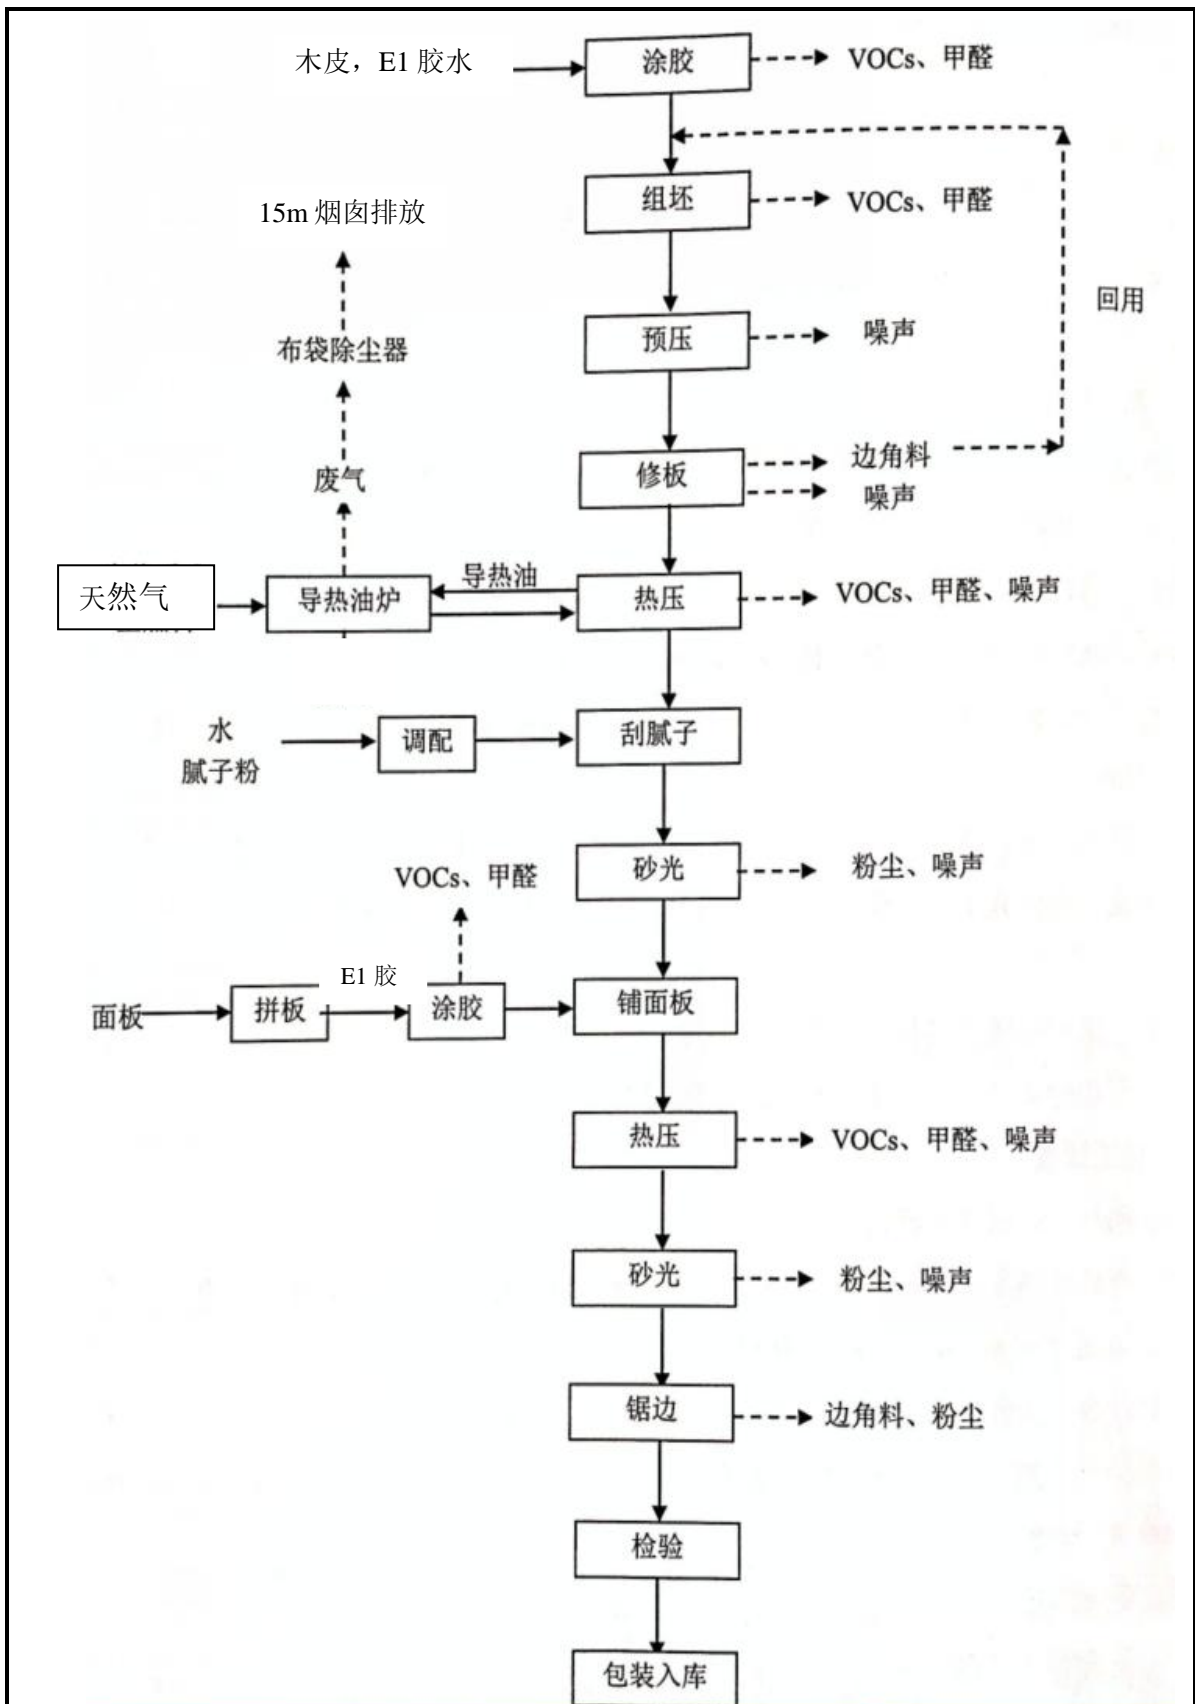 木皮，E1 胶水
涂胶
VOCs、甲醛
组坯
VOCs、甲醛
15m 烟囱排放
回用
预压
噪声
布袋除尘器
修板
边角料
噪声
废气
天然气
导热油炉
导热油
热压
VOCs、甲醛、噪声
水
腻子粉
调配
刮腻子
砂光
粉尘、噪声
VOCs、甲醛
面板
拼板
E1 胶
涂胶
铺面板
热压
VOCs、甲醛、噪声
砂光
粉尘、噪声
锯边
边角料、粉尘
检验
包装入库